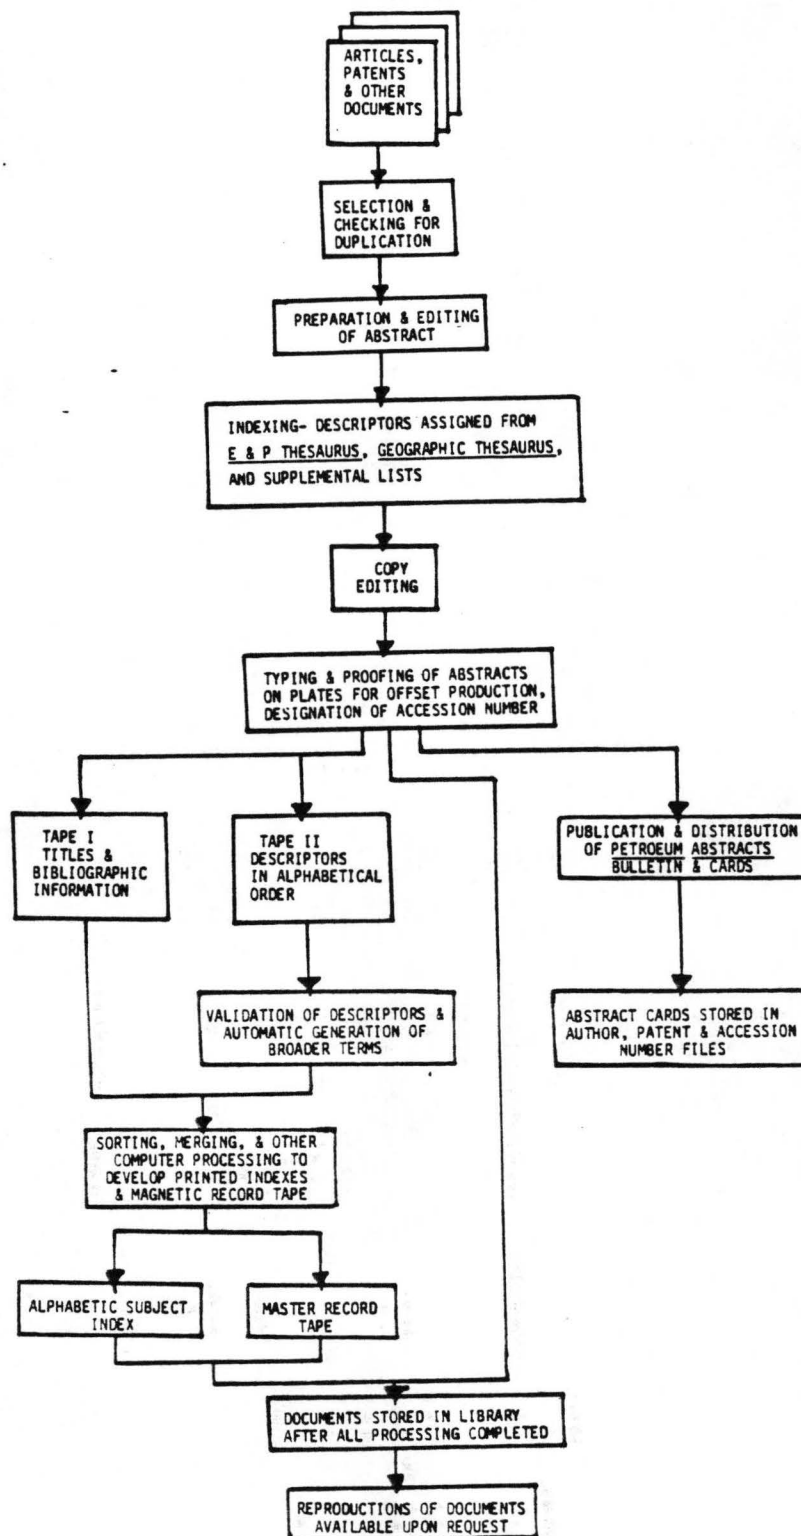 ARTICLES,
PATENTS
& OTHER
DOCUMENTS
SELECTION &
CHECKING FOR
DUPLICATION
PREPARATION & EDITING
OF ABSTRACT
INDEXING- DESCRIPTORS ASSIGNED FROM
E & P THESAURUS, GEOGRAPHIC THESAURUS,
AND SUPPLEMENTAL LISTS
COPY
EDITING
TYPING & PROOFING OF ABSTRACTS
ON PLATES FOR OFFSET PRODUCTION,
DESIGNATION OF ACCESSION NUMBER
TAPE I
TITLES &
BIBLIOGRAPHIC
INFORMATION
TAPE II
DESCRIPTORS
IN ALPHABETICAL
ORDER
PUBLICATION & DISTRIBUTION
OF PETROEUM ABSTRACTS
BULLETIN & CARDS
VALIDATION OF DESCRIPTORS &
AUTOMATIC GENERATION OF
BROADER TERMS
ABSTRACT CARDS STORED IN
AUTHOR, PATENT & ACCESSION
NUMBER FILES
SORTING, MERGING, & OTHER
COMPUTER PROCESSING TO
DEVELOP PRINTED INDEXES
& MAGNETIC RECORD TAPE
ALPHABETIC SUBJECT
INDEX
MASTER RECORD
TAPE
DOCUMENTS STORED IN LIBRARY
AFTER ALL PROCESSING COMPLETED
REPRODUCTIONS OF DOCUMENTS
AVAILABLE UPON REQUEST